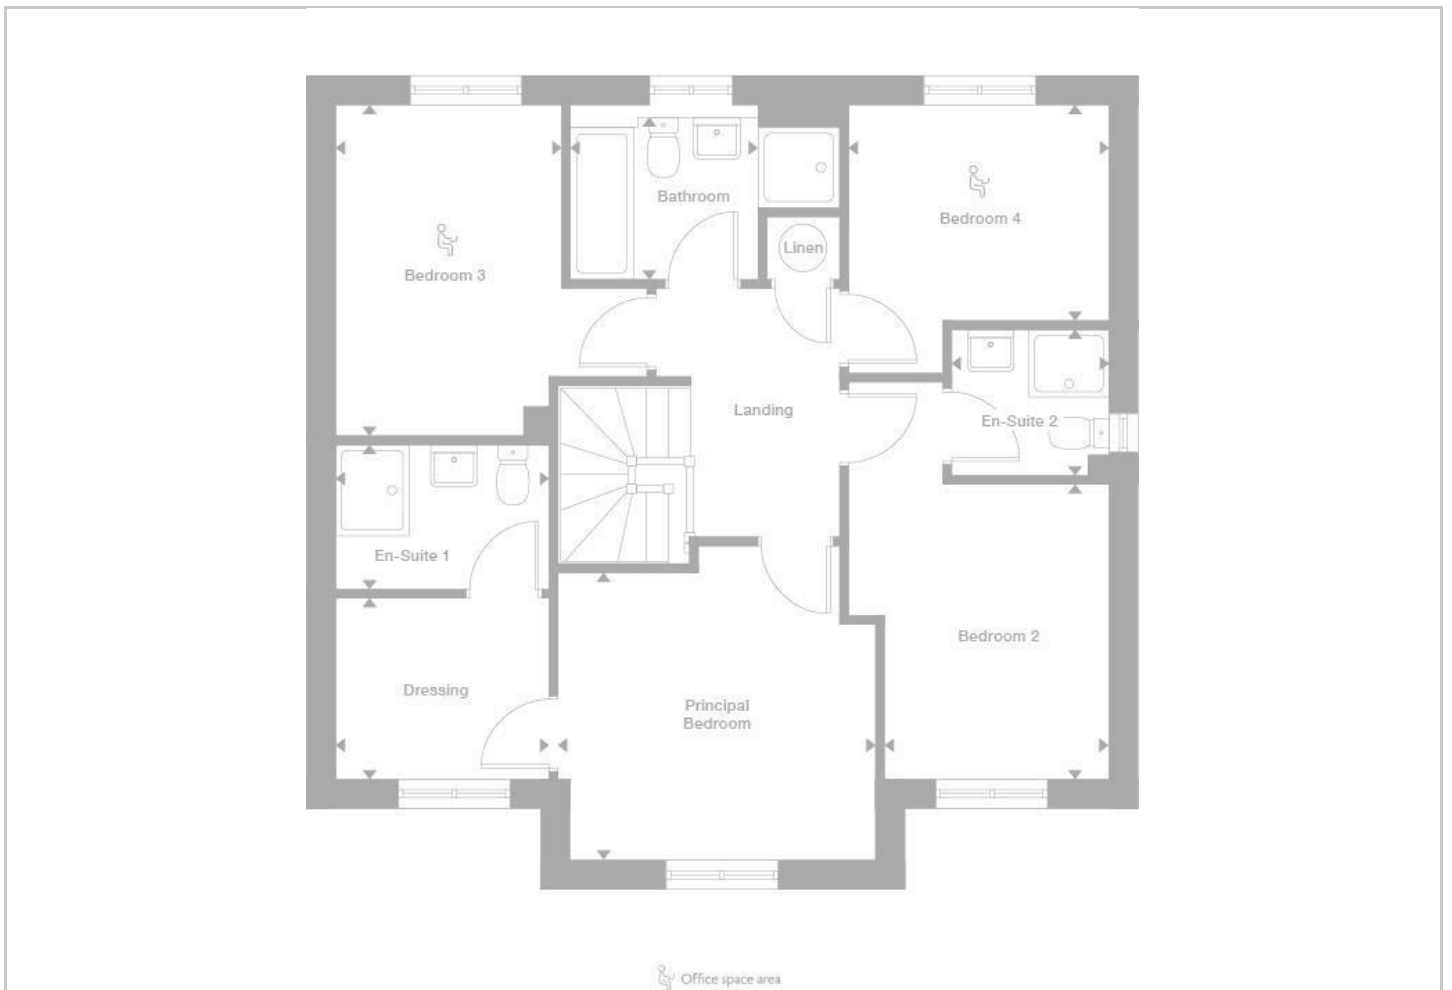 Bathroom
Bedroom 4
Linen
Bedroom 3
Landing
En-Suite 2
En-Suite 1
Bedroom 2
Dressing
Principal
Bedroom
Office space area